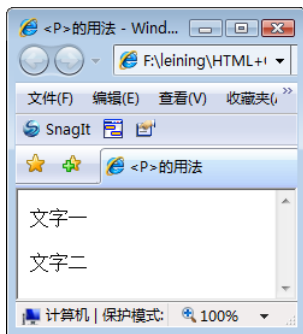 <P>的用法 - Wind...
F:\leining\HTML+
文件(F) 编辑(E) 查看(V) 收藏夹(
SnagIt
<P>的用法
文字一
文字二
计算机 | 保护模式: 100%